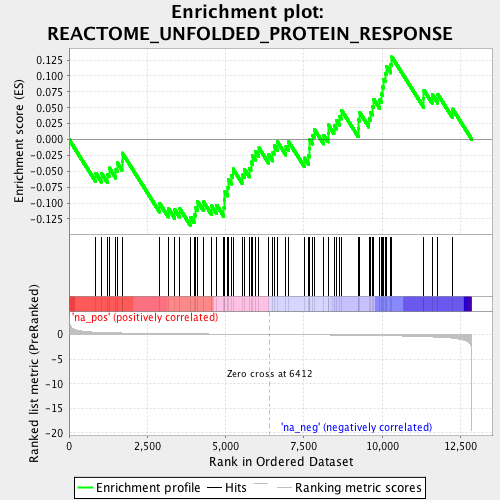 Enrichment plot:
REACTOME_UNFOLDED_PROTEIN_RESPONSE
Enrichment score (ES)
0.125
0.100
0.075
0.050
0.025
0.000
-0.025
-0.050
-0.075
-0.100
-0.125
'na_pos' (positively correlated)
Ranked list metric (PreRanked)
0
-5
-10
-15
-20
Zero cross at 6412
'na_neg' (negatively correlated)
0
2,500
5,000
7,500
10,000
12,500
Rank in Ordered Dataset
Enrichment profile
Hits
Ranking metric scores